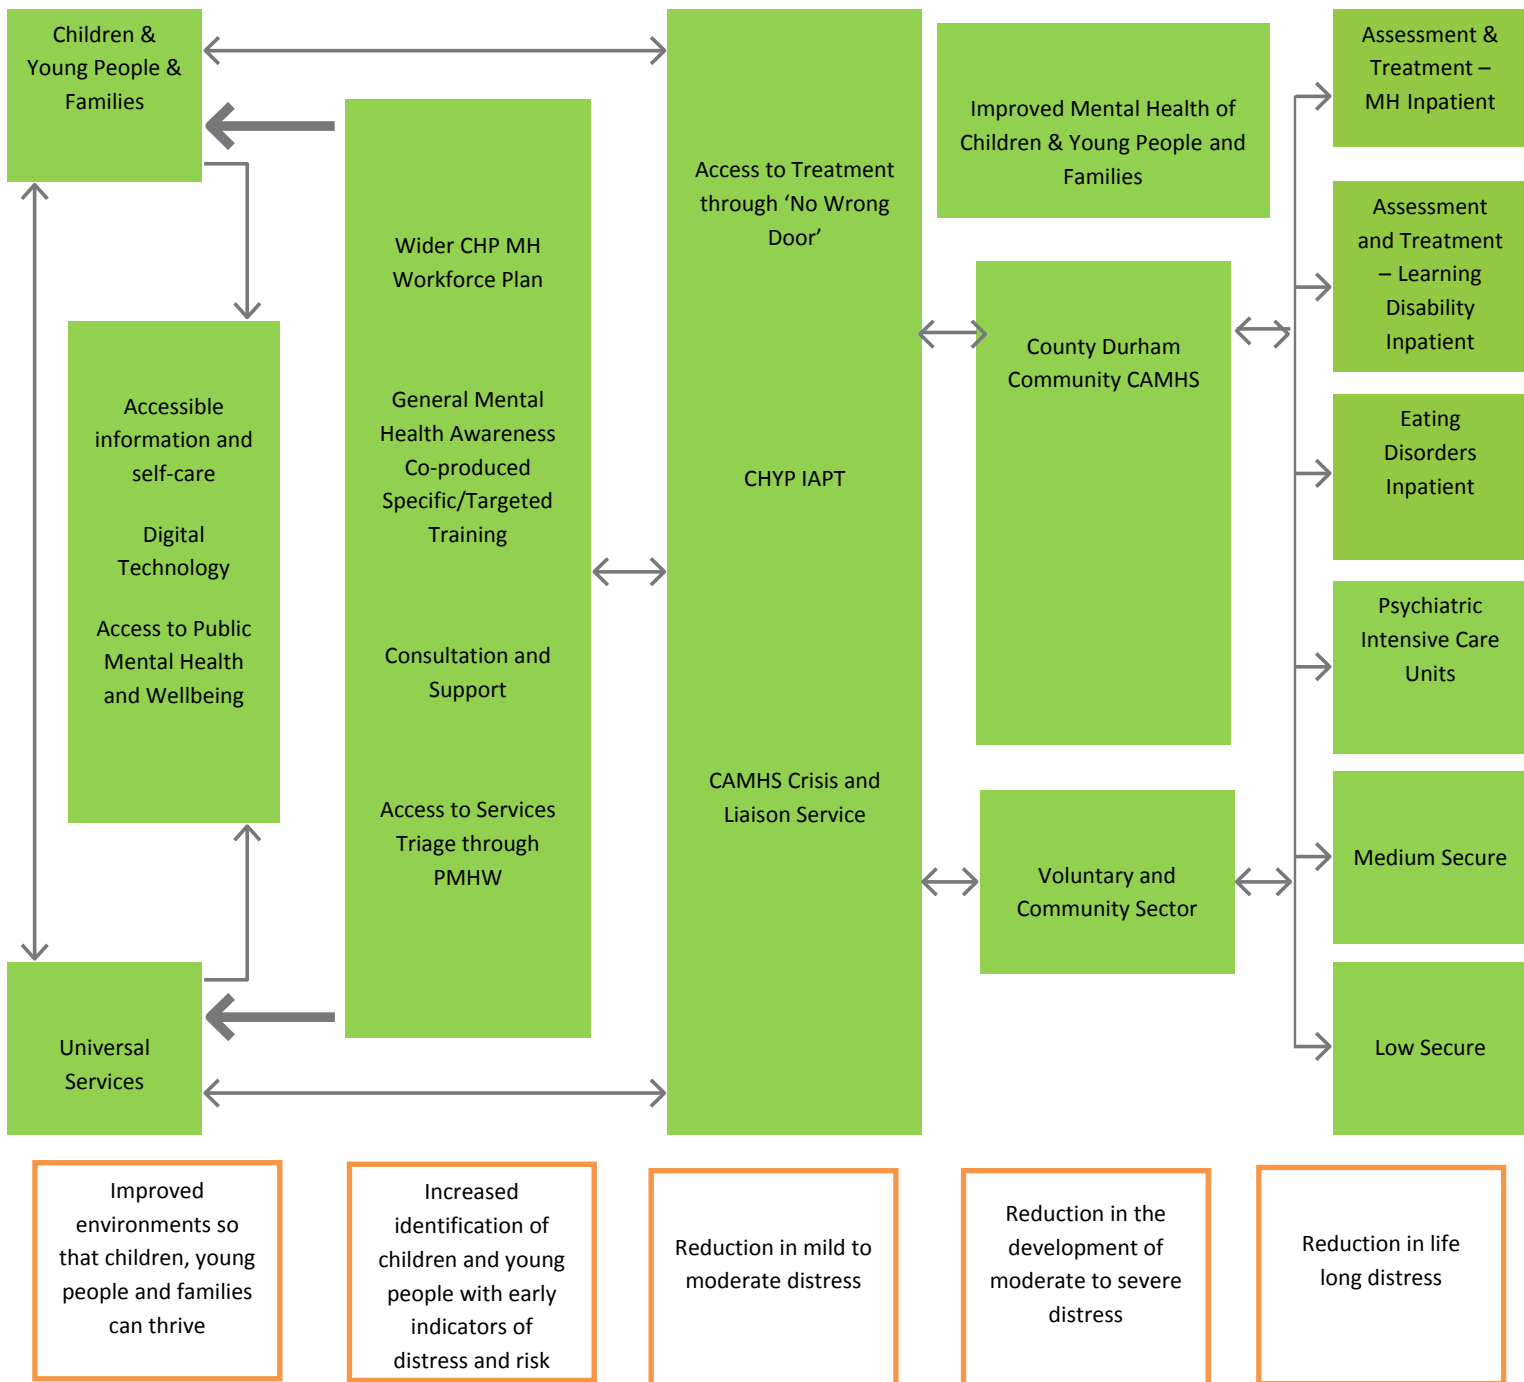 Children &
Young People &
Families
Accessible
information and
self-care
Digital
Technology
Access to Public
Mental Health
and Wellbeing
Universal
Services
Wider CHP MH
Workforce Plan
General Mental
Health Awareness
Co-produced
Specific/Targeted
Training
Consultation and
Support
Access to Services
Triage through
PMHW
Access to Treatment
through ‘No Wrong
Door’
CHYP IAPT
CAMHS Crisis and
Liaison Service
Improved Mental Health of
Children & Young People and
Families
County Durham
Community CAMHS
Voluntary and
Community Sector
Assessment &
Treatment –
MH Inpatient
Assessment
and Treatment
– Learning
Disability
Inpatient
Eating
Disorders
Inpatient
Psychiatric
Intensive Care
Units
Medium Secure
Low Secure
Improved
environments so
that children, young
people and families
can thrive
Increased
identification of
children and young
people with early
indicators of
distress and risk
Reduction in mild to
moderate distress
Reduction in the
development of
moderate to severe
distress
Reduction in life
long distress